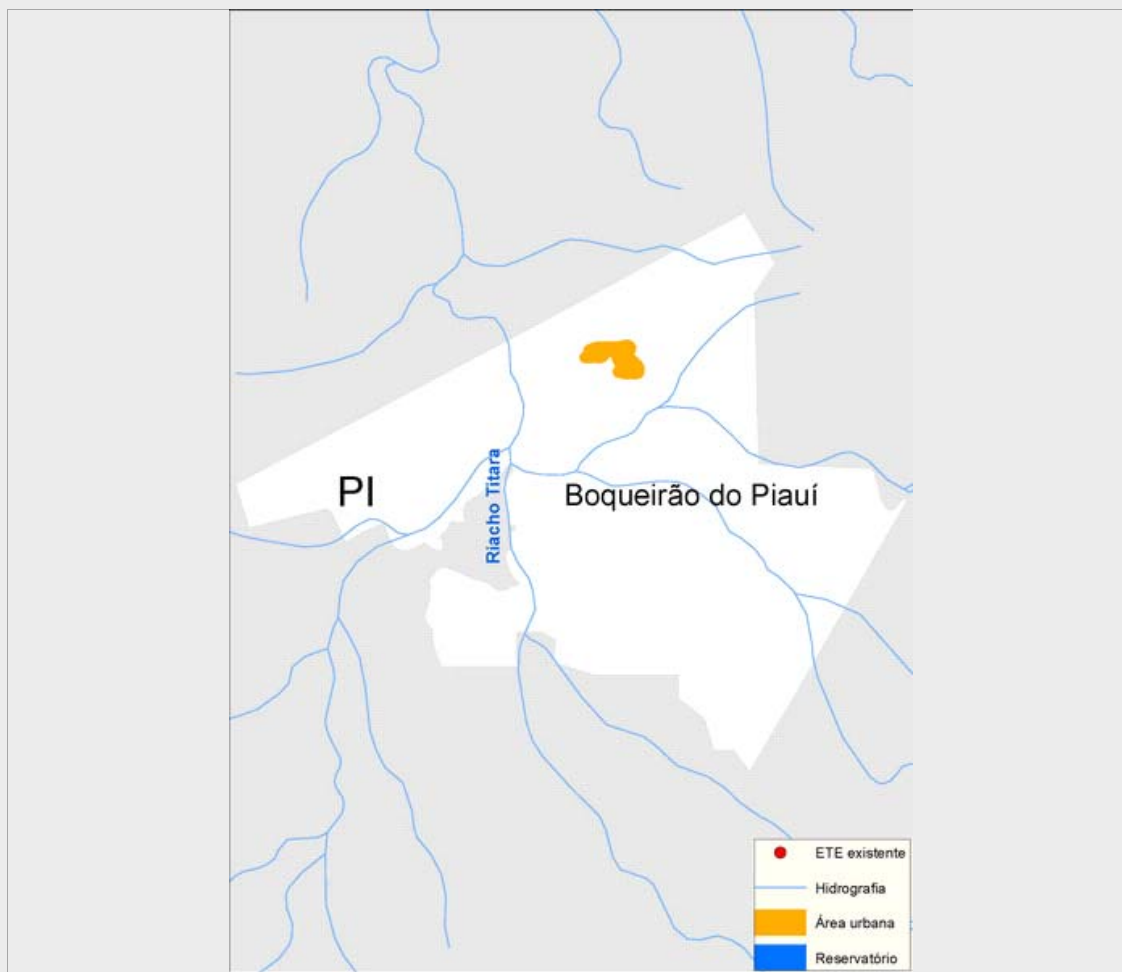 PI
Riacho Titara
Boqueirão do Piauí
ETE existente
Hidrografia
Área urbana
Reservatório